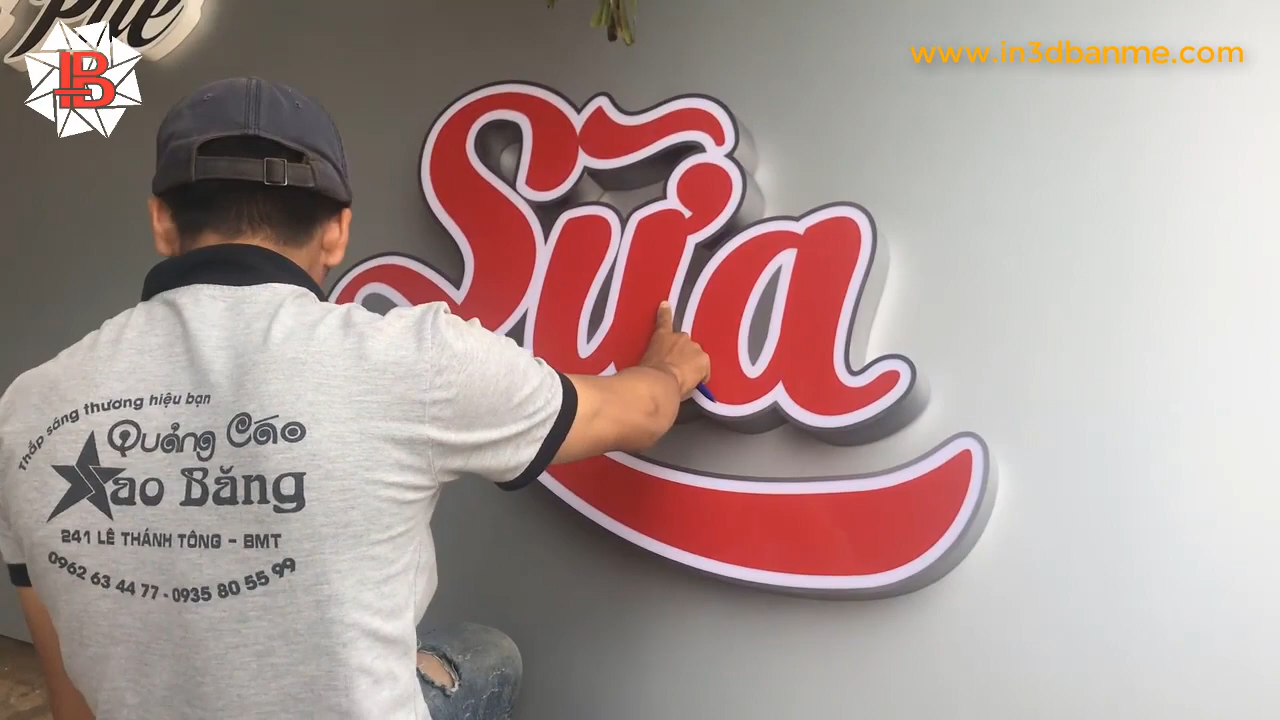 Phê
www.in3dbanme.com
Sữa
Thắp sáng thương hiệu bạn
Quảng Cáo
Sao Băng
241 LÊ THÁNH TÔNG - BMT
0962 63 44 77 - 0935 80 55 99